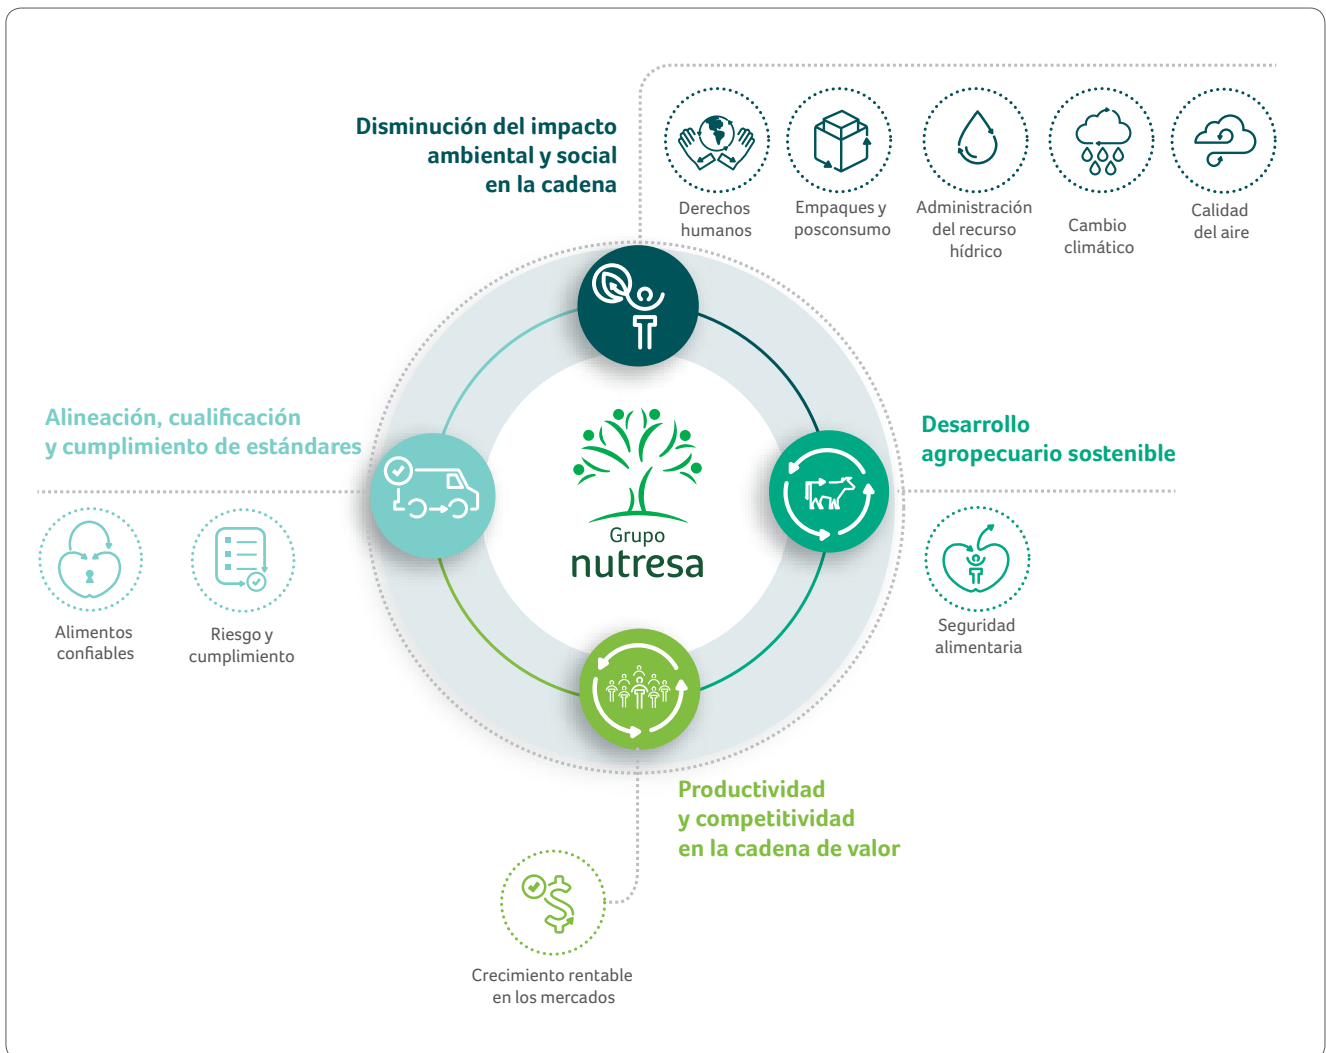 Disminución del impacto
ambiental y social
en la cadena
Derechos
humanos
Empaques y
posconsumo
Administración
del recurso
hídrico
Cambio
climático
Calidad
del aire
Alineación, cualificación
y cumplimiento de estándares
Alimentos
confiables
Riesgo y
cumplimiento
Grupo
nutresa
Desarrollo
agropecuario sostenible
Seguridad
alimentaria
Productividad
y competitividad
en la cadena de valor
Crecimiento rentable
en los mercados